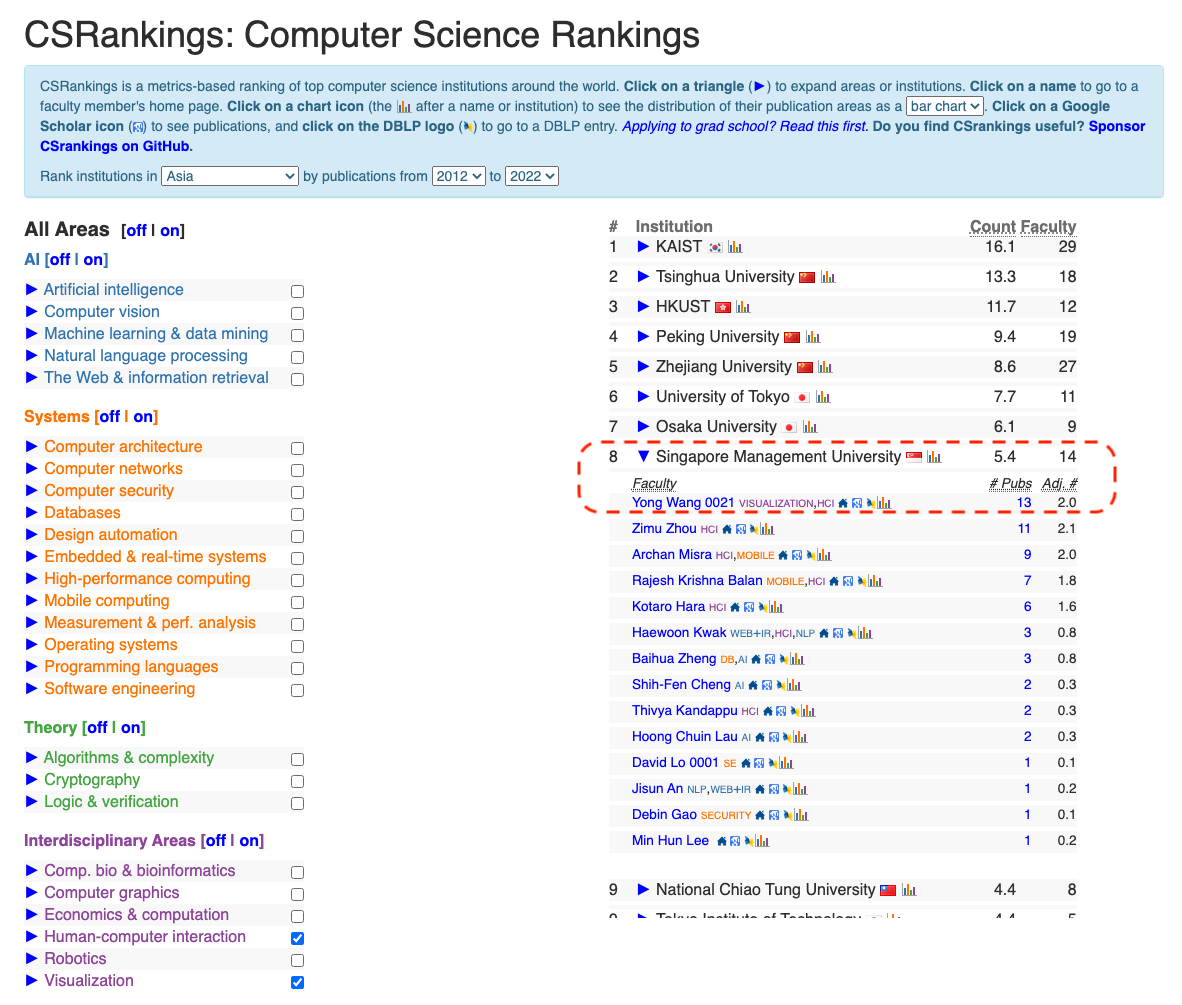 CSRankings: Computer Science Rankings
CSRankings is a metrics-based ranking of top computer science institutions around the world. Click on a triangle (▶) to expand areas or institutions. Click on a name to go to a
faculty member's home page. Click on a chart icon (the after a name or institution) to see the distribution of their publication areas as a bar chart. Click on a Google
Scholar icon () to see publications, and click on the DBLP logo () to go to a DBLP entry. Applying to grad school? Read this first. Do you find CSrankings useful? Sponsor
CSrankings on GitHub.
Rank institutions in Asia by publications from 2012 to 2022
All Areas [off | on]
AI [off | on]
▶ Artificial intelligence
▶ Computer vision
▶ Machine learning & data mining
▶ Natural language processing
▶ The Web & information retrieval
Systems [off | on]
▶ Computer architecture
▶ Computer networks
▶ Computer security
▶ Databases
▶ Design automation
▶ Embedded & real-time systems
▶ High-performance computing
▶ Mobile computing
▶ Measurement & perf. analysis
▶ Operating systems
▶ Programming languages
▶ Software engineering
Theory [off | on]
▶ Algorithms & complexity
▶ Cryptography
▶ Logic & verification
Interdisciplinary Areas [off | on]
▶ Comp. bio & bioinformatics
▶ Computer graphics
▶ Economics & computation
▶ Human-computer interaction
▶ Robotics
▶ Visualization
# Institution Count Faculty
1 ▶ KAIST 16.1 29
2 ▶ Tsinghua University 13.3 18
3 ▶ HKUST 11.7 12
4 ▶ Peking University 9.4 19
5 ▶ Zhejiang University 8.6 27
6 ▶ University of Tokyo 7.7 11
7 ▶ Osaka University 6.1 9
8 ▼ Singapore Management University 5.4 14
Faculty # Pubs Adj. #
Yong Wang 0021 VISUALIZATION,HCI 13 2.0
Zimu Zhou HCI 11 2.1
Archan Misra HCI,MOBILE 9 2.0
Rajesh Krishna Balan MOBILE,HCI 7 1.8
Kotaro Hara HCI 6 1.6
Haewoon Kwak WEB+IR,HCI,NLP 3 0.8
Baihua Zheng DB,AI 3 0.8
Shih-Fen Cheng AI 2 0.3
Thivya Kandappu HCI 2 0.3
Hoong Chuin Lau AI 2 0.3
David Lo 0001 SE 1 0.1
Jisun An NLP,WEB+IR 1 0.2
Debin Gao SECURITY 1 0.1
Min Hun Lee 1 0.2
9 ▶ National Chiao Tung University 4.4 8
9 ▶ Tokyo Institute of Technology 4.4